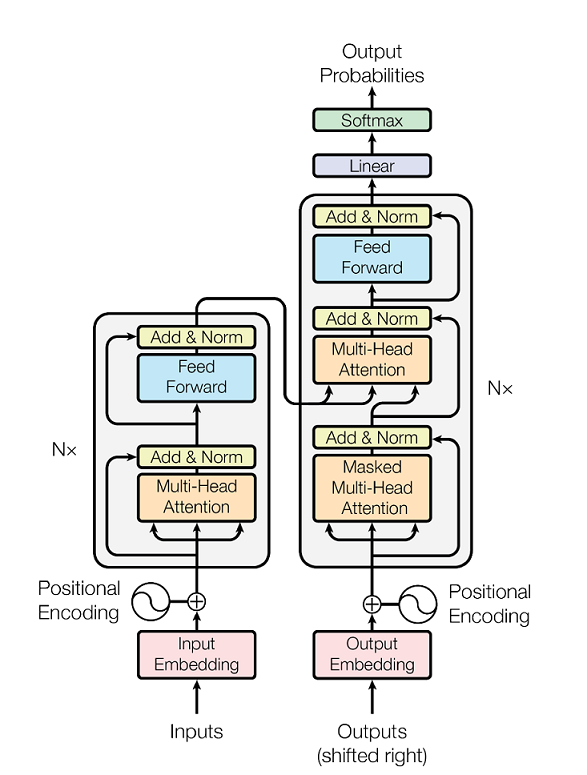 Output
Probabilities
Softmax
Linear
Add & Norm
Feed
Forward
Add & Norm
Multi-Head
Attention
Add & Norm
Masked
Multi-Head
Attention
N×
Add & Norm
Feed
Forward
Add & Norm
Multi-Head
Attention
N×
Positional
Encoding
Positional
Encoding
Input
Embedding
Output
Embedding
Inputs
Outputs
(shifted right)